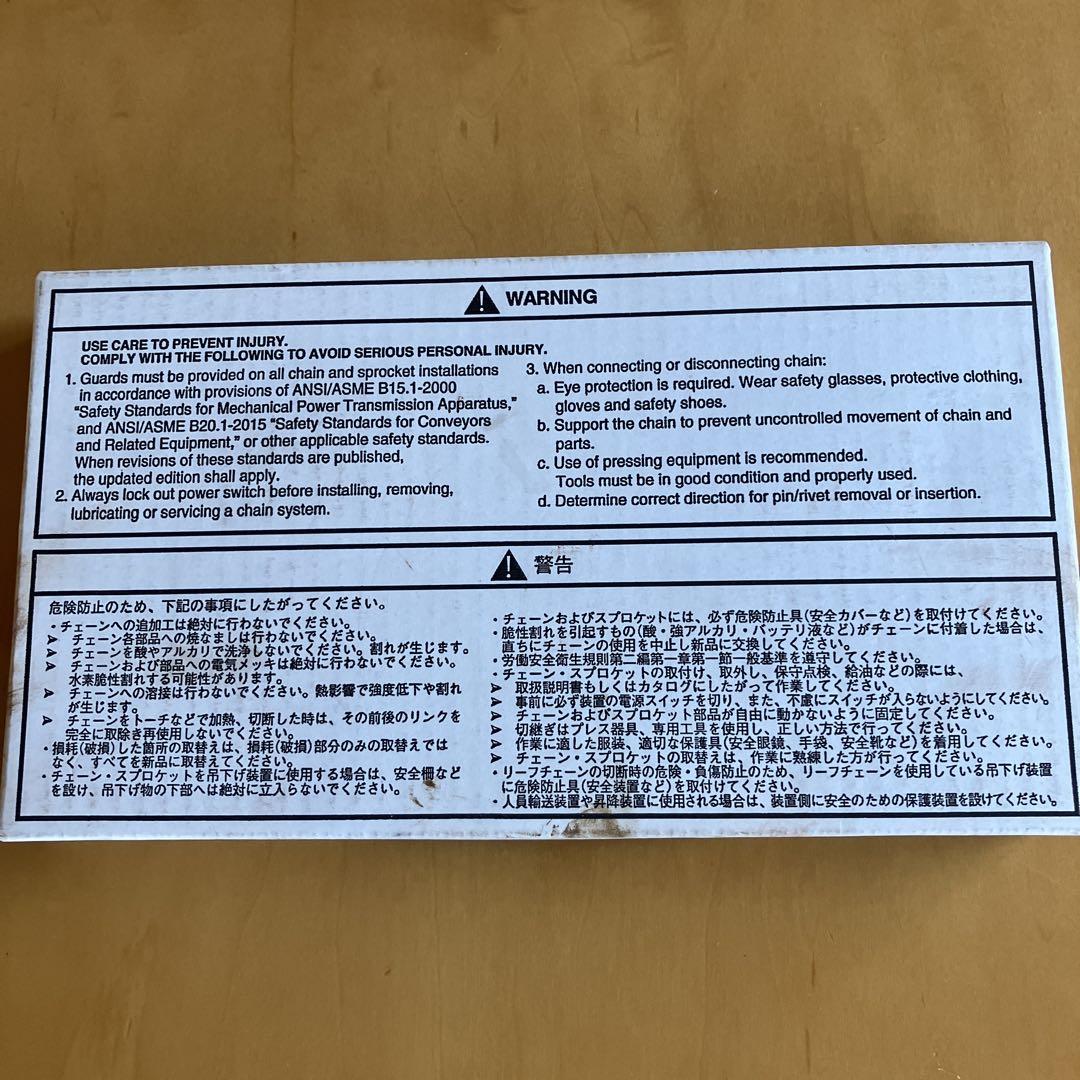 WARNING
USE CARE TO PREVENT INJURY.
COMPLY WITH THE FOLLOWING TO AVOID SERIOUS PERSONAL INJURY.
1. Guards must be provided on all chain and sprocket installations
in accordance with provisions of ANSI/ASME B15.1-2000
"Safety Standards for Mechanical Power Transmission Apparatus,"
and ANSI/ASME B20.1-2015 "Safety Standards for Conveyors
and Related Equipment," or other applicable safety standards.
When revisions of these standards are published,
the updated edition shall apply.
2. Always lock out power switch before installing, removing,
lubricating or servicing a chain system.
3. When connecting or disconnecting chain:
a. Eye protection is required. Wear safety glasses, protective clothing,
gloves and safety shoes.
b. Support the chain to prevent uncontrolled movement of chain and
parts.
c. Use of pressing equipment is recommended.
Tools must be in good condition and properly used.
d. Determine correct direction for pin/rivet removal or insertion.
警告
危険防止のため、下記の事項にしたがってください。
・チェーンへの追加工は絶対に行わないでください。
➤ チェーン各部品への焼なましは行わないでください。
➤ チェーンを酸やアルカリで洗浄しないでください。割れが生じます。
➤ チェーンおよび部品への電気メッキは絶対に行わないでください。
水素脆性割れする可能性があります。
➤ チェーンへの溶接は行わないでください。熱影響で強度低下や割れ
が生じます。
➤ チェーンをトーチなどで加熱、切断した時は、その前後のリンクを
完全に取除き再使用しないでください。
・損耗(破損)した箇所の取替えは、損耗(破損)部分のみの取替えでは
なく、すべてを新品に取替えてください。
・チェーン・スプロケットを吊下げ装置に使用する場合は、安全柵など
を設け、吊下げ物の下部へは絶対に立入らないでください。
・チェーンおよびスプロケットには、必ず危険防止具(安全カバーなど)を取付けてください。
・脆性割れを引起すもの(酸・強アルカリ・バッテリ液など)がチェーンに付着した場合は、
直ちにチェーンの使用を中止し新品に交換してください。
・労働安全衛生規則第二編第一章第一節一般基準を遵守してください。
・チェーン・スプロケットの取付け、取外し、保守点検、給油などの際には、
➤ 取扱説明書もしくはカタログにしたがって作業してください。
➤ 事前に必ず装置の電源スイッチを切り、また、不慮にスイッチが入らないようにしてください。
➤ チェーンおよびスプロケット部品が自由に動かないように固定してください。
➤ 切継ぎはプレス器具、専用工具を使用し、正しい方法で行ってください。
➤ 作業に適した服装、適切な保護具(安全眼鏡、手袋、安全靴など)を着用してください。
➤ チェーン・スプロケットの取替えは、作業に熟練した方が行ってください。
・リーフチェーンの切断時の危険・負傷防止のため、リーフチェーンを使用している吊下げ装置
に危険防止具(安全装置など)を取付けてください。
・人員輸送装置や昇降装置に使用される場合は、装置側に安全のための保護装置を設けてください。